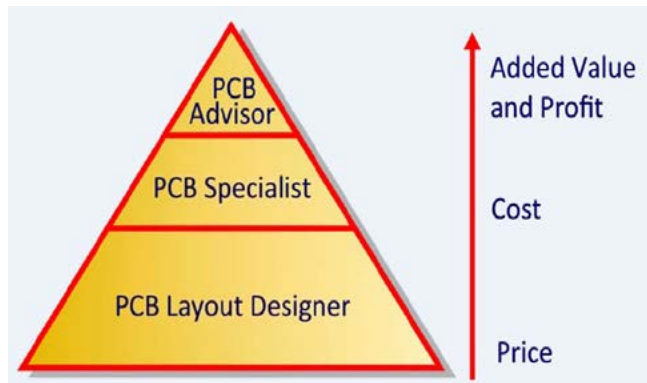 PCB
Advisor
PCB Specialist
PCB Layout Designer
Added Value
and Profit
Cost
Price